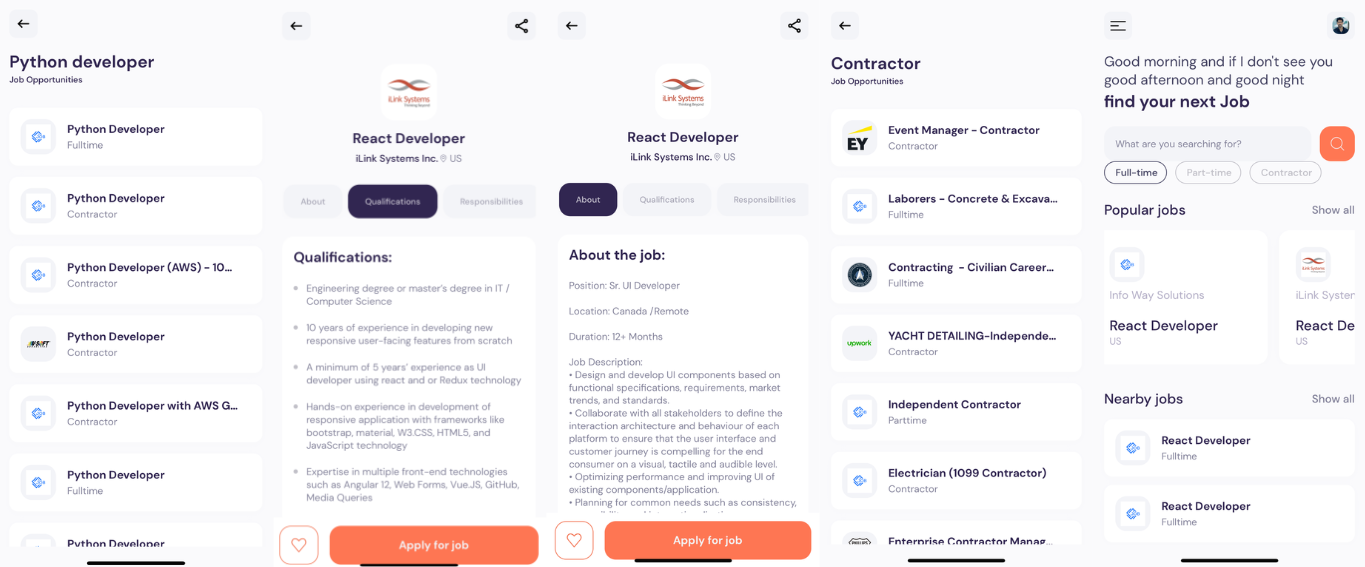 Python developer
Job Opportunities
Python Developer
Fulltime
Python Developer
Contractor
Python Developer (AWS) - 10...
Contractor
Python Developer
Contractor
Python Developer with AWS G...
Contractor
Python Developer
Fulltime
Python Developer
iLink Systems
Thinking Beyond
React Developer
iLink Systems Inc. US
About
Qualifications
Responsibilities
Qualifications:
• Engineering degree or master's degree in IT /
Computer Science
• 10 years of experience in developing new
responsive user-facing features from scratch
• A minimum of 5 years' experience as UI
developer using react and or Redux technology
• Hands-on experience in development of
responsive application with frameworks like
bootstrap, material, W3.CSS, HTML5, and
JavaScript technology
• Expertise in multiple front-end technologies
such as Angular 12, Web Forms, Vue.JS, GitHub,
Media Queries
Apply for job
iLink Systems
Thinking Beyond
React Developer
iLink Systems Inc. US
About
Qualifications
Responsibilities
About the job:
Position: Sr. UI Developer
Location: Canada /Remote
Duration: 12+ Months
Job Description:
• Design and develop UI components based on
functional specifications, requirements, market
trends, and standards.
• Collaborate with all stakeholders to define the
interaction architecture and behaviour of each
platform to ensure that the user interface and
customer journey is compelling for the end
consumer on a visual, tactile and audible level.
• Optimizing performance and improving UI of
existing components/application.
• Planning for common needs such as consistency,
Apply for job
Contractor
Job Opportunities
EY
Event Manager - Contractor
Contractor
Laborers - Concrete & Excava...
Fulltime
Contracting - Civilian Career...
Fulltime
upwork
YACHT DETAILING-Independe...
Contractor
Independent Contractor
Parttime
Electrician (1099 Contractor)
Contractor
PHILLIPS
Enterprise Contractor Manag...
Good morning and if I don't see you
good afternoon and good night
find your next Job
What are you searching for?
Full-time
Part-time
Contractor
Popular jobs
Show all
Info Way Solutions
React Developer
US
iLink Systems
iLink System
React De
US
Nearby jobs
Show all
React Developer
Fulltime
React Developer
Fulltime